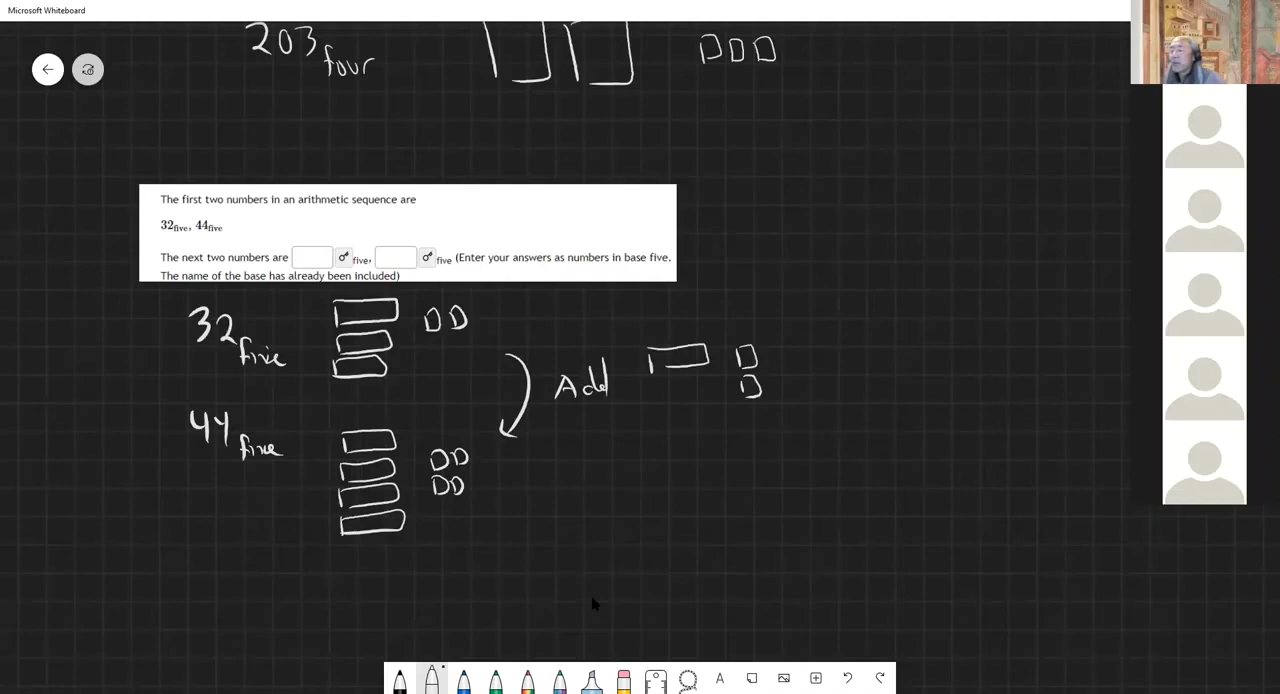 Microsoft Whiteboard
203four
The first two numbers in an arithmetic sequence are
32five, 44five
The next two numbers are five, five (Enter your answers as numbers in base five.
The name of the base has already been included)
32five
Add
44five
A